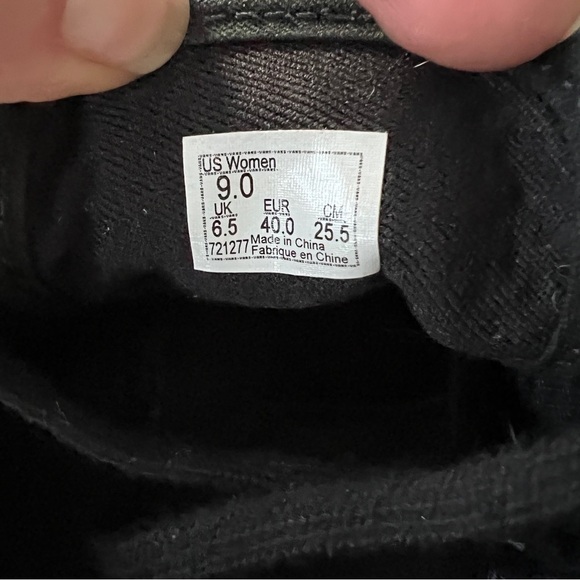 US Women
9.0
UK EUR CM
6.5 40.0 25.5
721277 Made in China
Fabrique en Chine